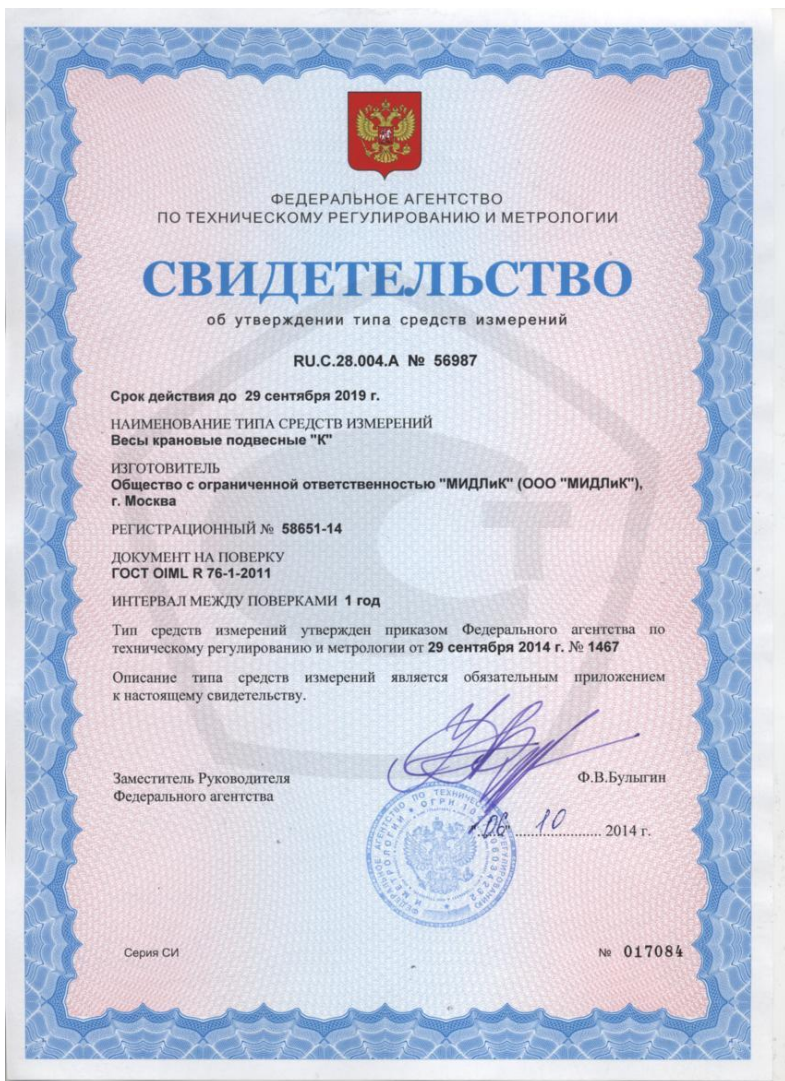 ФЕДЕРАЛЬНОЕ АГЕНТСТВО
ПО ТЕХНИЧЕСКОМУ РЕГУЛИРОВАНИЮ И МЕТРОЛОГИИ
СВИДЕТЕЛЬСТВО
об утверждении типа средств измерений
RU.C.28.004.A № 56987
Срок действия до 29 сентября 2019 г.
НАИМЕНОВАНИЕ ТИПА СРЕДСТВ ИЗМЕРЕНИЙ
Весы крановые подвесные "К"
ИЗГОТОВИТЕЛЬ
Общество с ограниченной ответственностью "МИДЛиК" (ООО "МИДЛиК"),
г. Москва
РЕГИСТРАЦИОННЫЙ № 58651-14
ДОКУМЕНТ НА ПОВЕРКУ
ГОСТ OIML R 76-1-2011
ИНТЕРВАЛ МЕЖДУ ПОВЕРКАМИ 1 год
Тип средств измерений утвержден приказом Федерального агентства по
техническому регулированию и метрологии от 29 сентября 2014 г. № 1467
Описание типа средств измерений является обязательным приложением
к настоящему свидетельству.
Заместитель Руководителя
Ф.В.Булыгин
Федерального агентства
"06" 10 2014 г.
Серия СИ
№ 017084